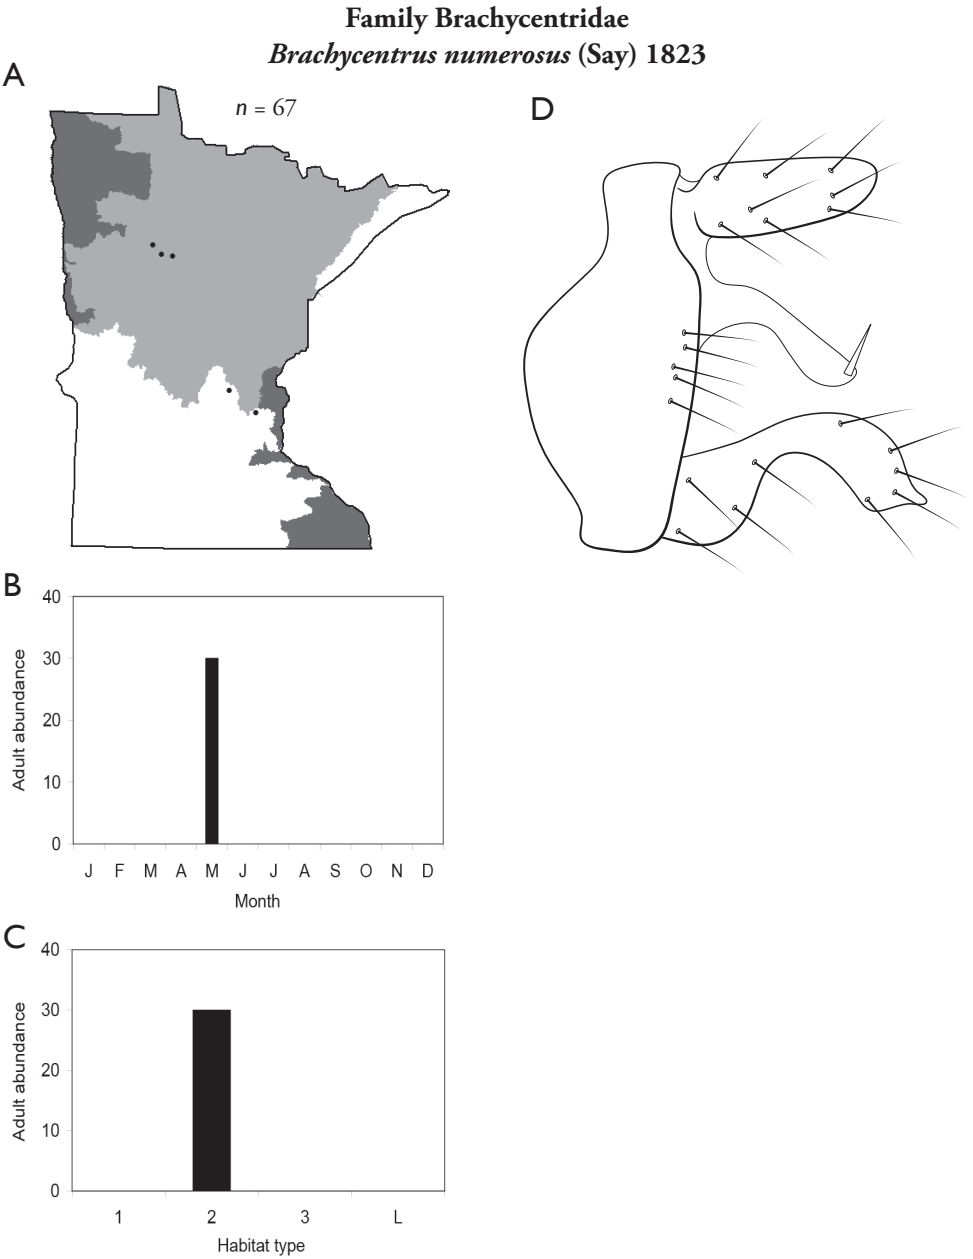 Family Brachycentridae
Brachycentrus numerosus (Say) 1823
A
n = 67
D
B
40
30
20
10
0
Adult abundance
J F M A M J J A S O N D
Month
C
40
30
20
10
0
Adult abundance
1 2 3 L
Habitat type